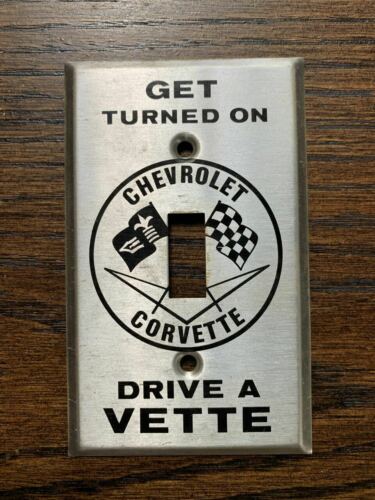 GET
TURNED ON
CHEVROLET
CORVETTE
DRIVE A
VETTE